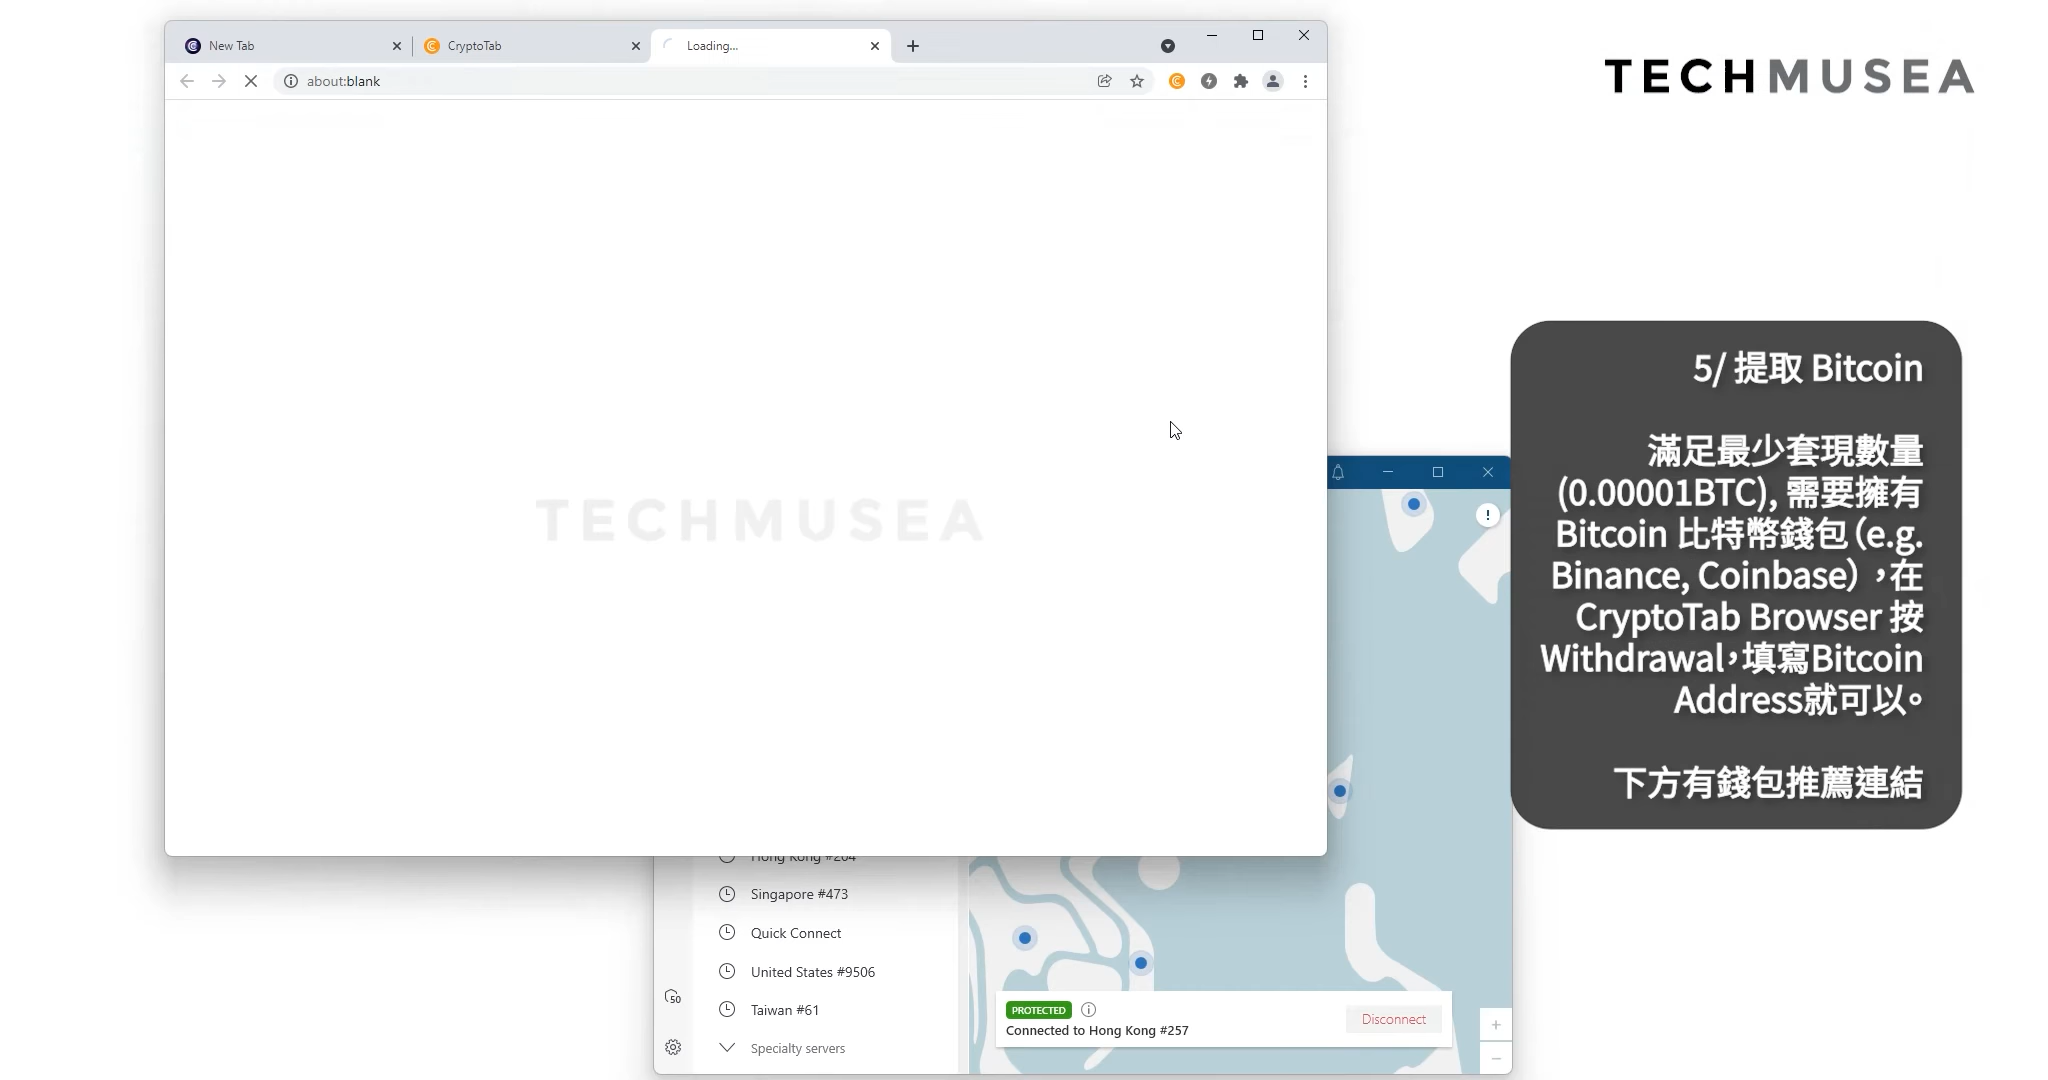 New Tab
CryptoTab
Loading...
about:blank
TECHMUSEA
TECHMUSEA
5/ 提取 Bitcoin
滿足最少套現數量
(0.00001BTC), 需要擁有
Bitcoin 比特幣錢包（e.g.
Binance, Coinbase），在
CryptoTab Browser 按
Withdrawal，填寫Bitcoin
Address就可以。
下方有錢包推薦連結
Hong Kong #264
Singapore #473
Quick Connect
United States #9506
Taiwan #61
Specialty servers
50
PROTECTED
Connected to Hong Kong #257
Disconnect